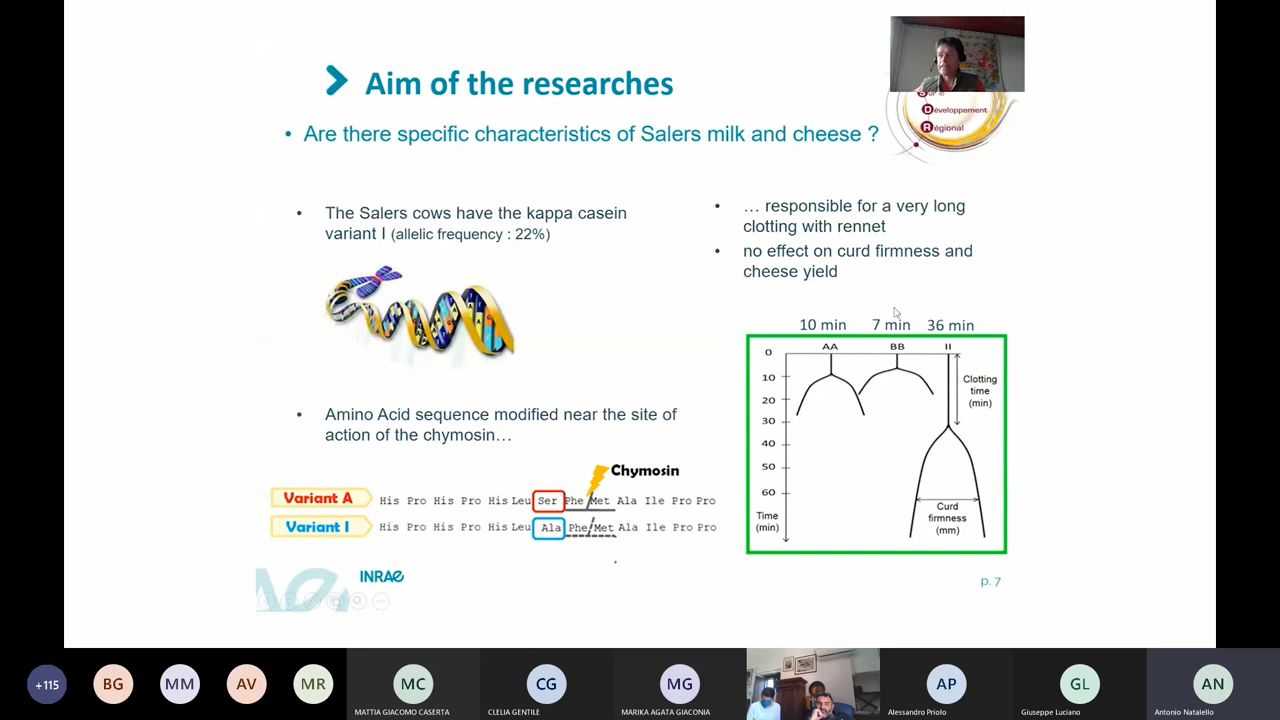 Aim of the researches
Sur le
Développement
Régional
• Are there specific characteristics of Salers milk and cheese ?
• The Salers cows have the kappa casein
variant I (allelic frequency : 22%)
• Amino Acid sequence modified near the site of
action of the chymosin…
Chymosin
Variant A His Pro His Pro His Leu Ser Phe Met Ala Ile Pro Pro
Variant I His Pro His Pro His Leu Ala Phe Met Ala Ile Pro Pro
• … responsible for a very long
clotting with rennet
• no effect on curd firmness and
cheese yield
10 min 7 min 36 min
AA BB II
0
10
20
30
40
50
60
Time
(min)
Clotting
time
(min)
Curd
firmness
(mm)
INRAE
p. 7
+115 BG MM AV MR MC CG MG AP GL AN
MATTIA GIACOMO CASERTA CLELIA GENTILE MARIKA AGATA GIACONIA Alessandro Priolo Giuseppe Luciano Antonio Natalello